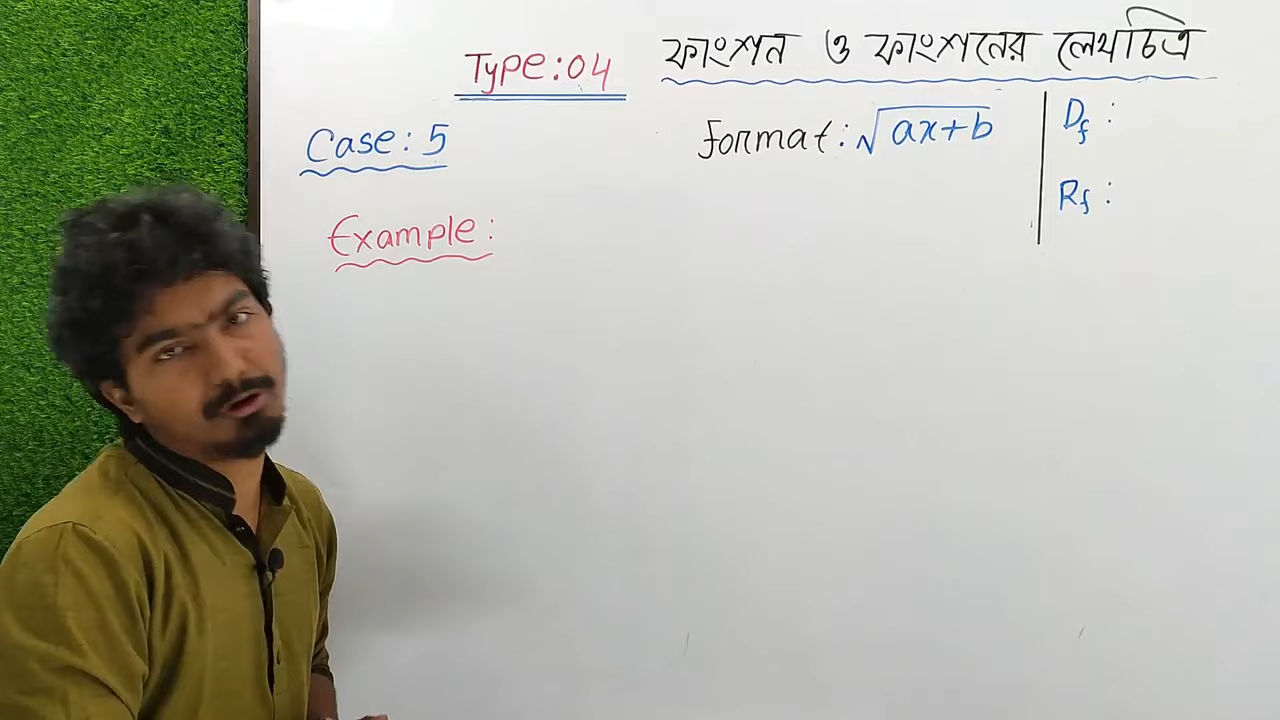 Type:04 ফাংশন ও ফাংশনের লেখচিত্র
Case: 5
format: √ax+b
Df :
Rf :
Example: